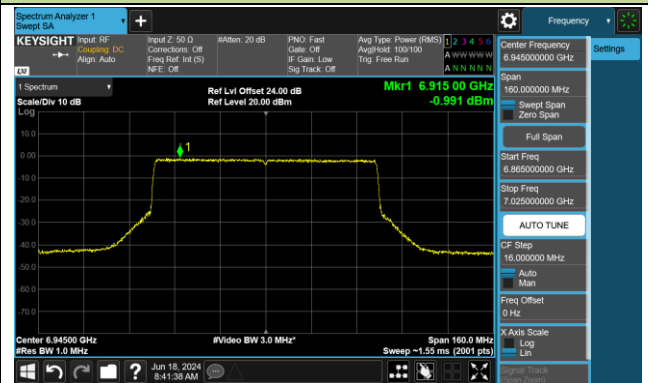 Spectrum Analyzer 1
Swept SA
+
Frequency
KEYSIGHT
Input: RF
Coupling: DC
Align: Auto
Input Z: 50 Ω
Corrections: Off
Freq Ref: Int (S)
NFE: Off
#Atten: 20 dB
PNO: Fast
Gate: Off
IF Gain: Low
Sig Track: Off
Avg Type: Power (RMS)
Avg|Hold: 100/100
Trig: Free Run
1 2 3 4 5 6
A W W W W W
A N N N N N
LXI
1 Spectrum
Scale/Div 10 dB
Log
Ref Lvl Offset 24.00 dB
Ref Level 20.00 dBm
Mkr1 6.915 00 GHz
-0.991 dBm
1
10.0
0.00
-10.0
-20.0
-30.0
-40.0
-50.0
-60.0
-70.0
Center 6.94500 GHz
#Res BW 1.0 MHz
#Video BW 3.0 MHz*
Span 160.0 MHz
Sweep ~1.55 ms (2001 pts)
Jun 18, 2024
8:41:38 AM
?
Center Frequency
6.945000000 GHz
Settings
Span
160.000000 MHz
Swept Span
Zero Span
Full Span
Start Freq
6.865000000 GHz
Stop Freq
7.025000000 GHz
AUTO TUNE
CF Step
16.000000 MHz
Auto
Man
Freq Offset
0 Hz
X Axis Scale
Log
Lin
Signal Track
(Span Zoom)